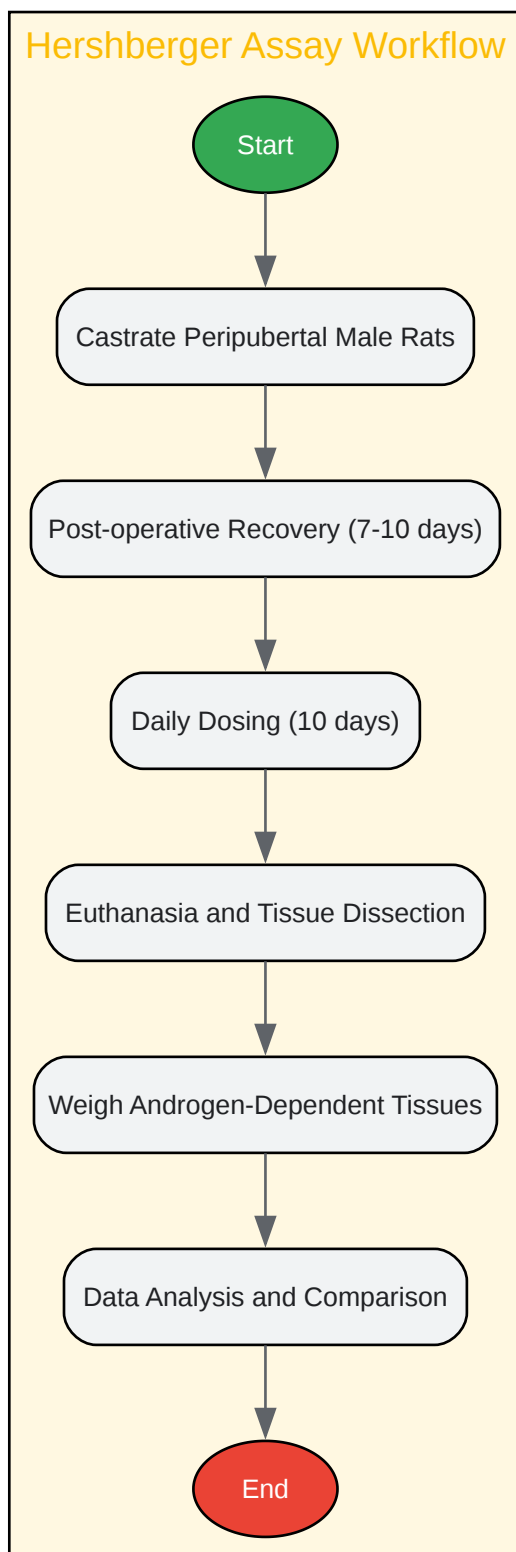 Hershberger Assay Workflow
Start
Castrate Peripubertal Male Rats
Post-operative Recovery (7-10 days)
Daily Dosing (10 days)
Euthanasia and Tissue Dissection
Weigh Androgen-Dependent Tissues
Data Analysis and Comparison
End